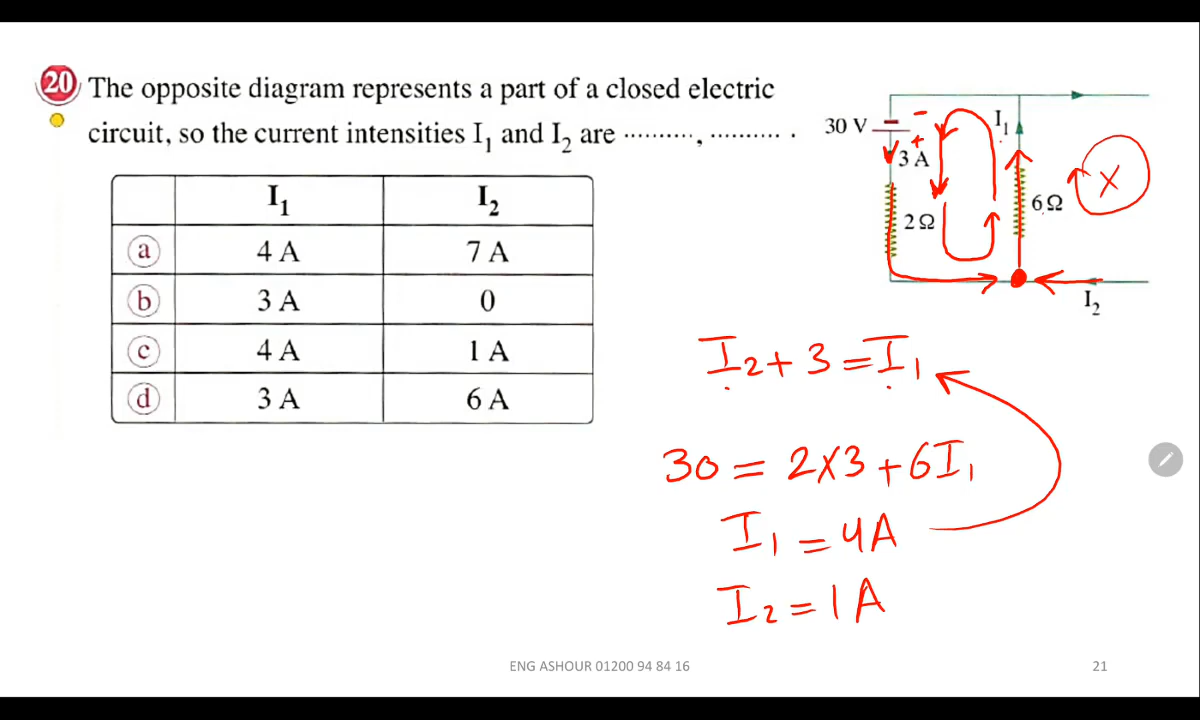 20 The opposite diagram represents a part of a closed electric
circuit, so the current intensities I₁ and I₂ are ·········· , ·········· .
I₁ I₂
a 4 A 7 A
b 3 A 0
c 4 A 1 A
d 3 A 6 A
30 V
-
+
3 A
2 Ω
I₁
6 Ω
X
I₂
I₂ + 3 = I₁
30 = 2X3 + 6I₁
I₁ = 4A
I₂ = 1A
ENG ASHOUR 01200 94 84 16
21